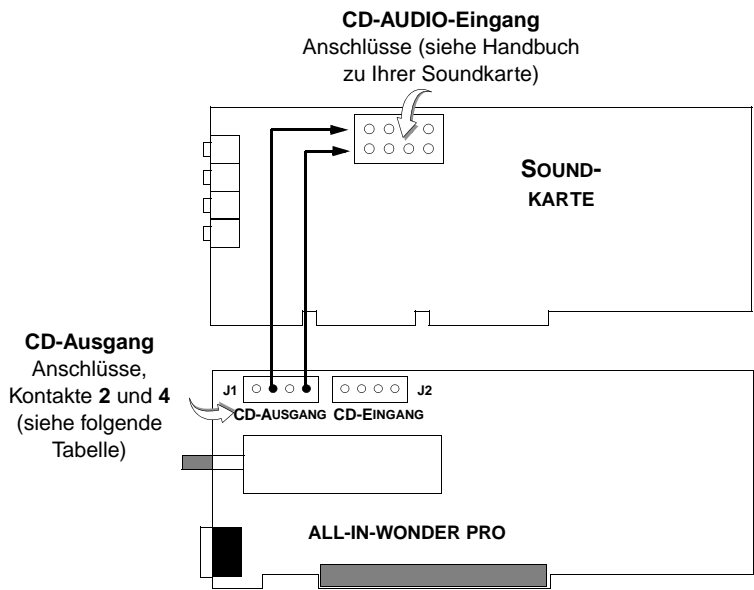 CD-AUDIO-Eingang
Anschlüsse (siehe Handbuch
zu Ihrer Soundkarte)
SOUND-
KARTE
CD-Ausgang
Anschlüsse,
Kontakte 2 und 4
(siehe folgende
Tabelle)
J1
J2
CD-AUSGANG CD-EINGANG
ALL-IN-WONDER PRO